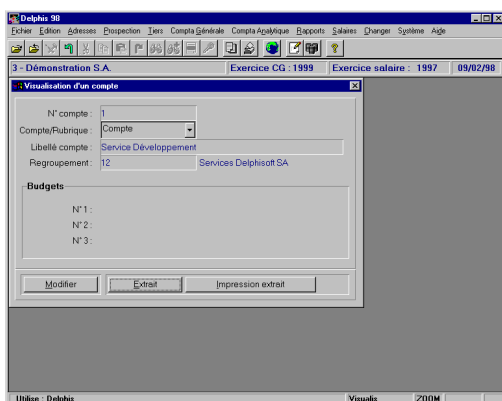 Delphis 98
Fichier Edition Adresses Prospection Tiers Compta Générale Compta Analytique Rapports Salaires Changer Système Aide
3 - Démonstration S.A. Exercice CG : 1999 Exercice salaire : 1997 09/02/98
Visualisation d'un compte
N° compte : 1
Compte/Rubrique : Compte
Libellé compte : Service Développement
Regroupement : 12 Services Delphisoft SA
Budgets
N°1 :
N°2 :
N°3 :
Modifier Extrait Impression extrait
Utilise : Delphis Visualis ZOOM